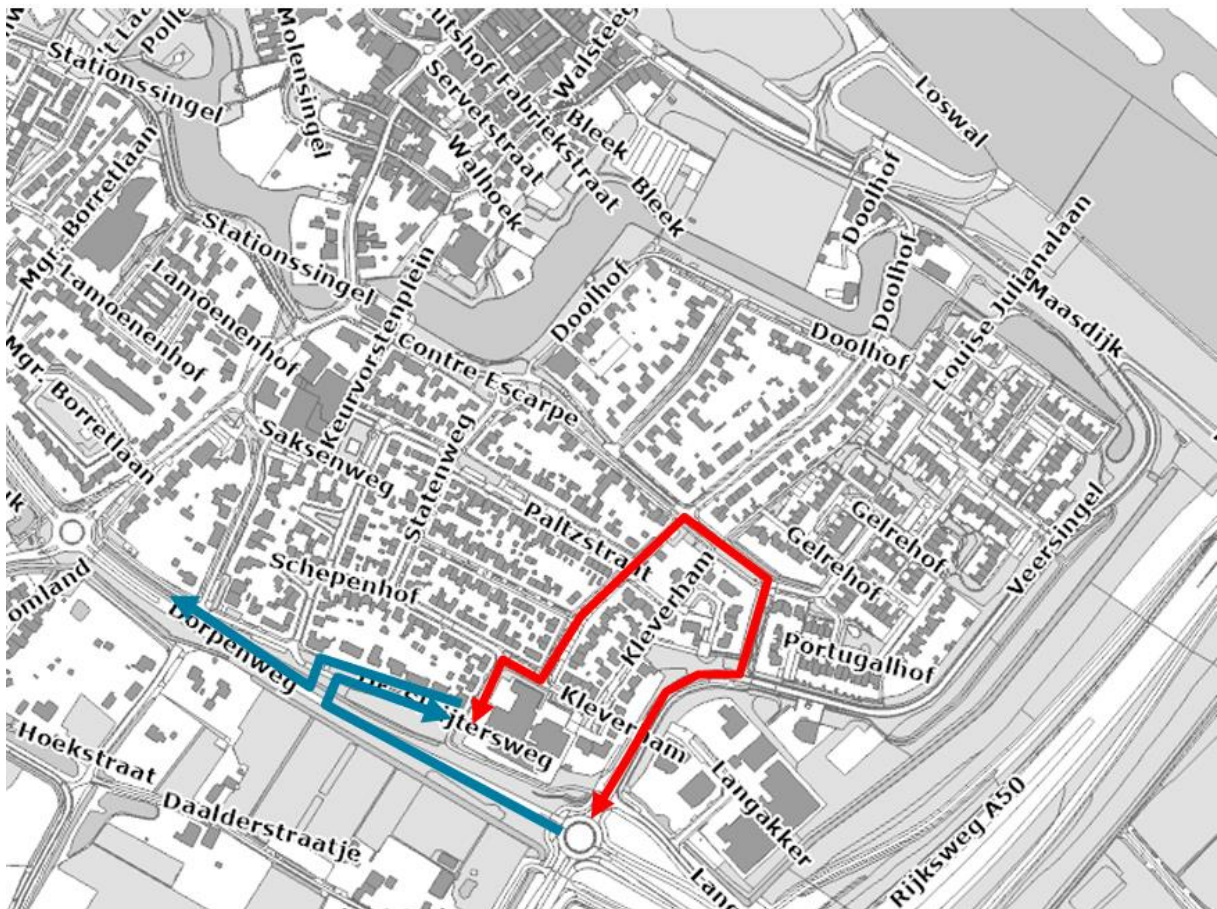 't
Stationssingel
Molensingel
Servetstraat
Fabriekstraat
Walsteeg
Bleek
Bleek
Walhoek
Loswal
Doolhof
Mgr. Borretlaan
Stationssingel
Lamoenenhof
Lamoenenhof
Keurvorstenplein
Doolhof
Doolhof
Doolhof
Louise Julianalaan
Maasdijk
Contre Escarpe
Mgr. Borretlaan
Saksenweg
Statenweg
Paltzstraat
Gelrehof
Gelrehof
Veersingel
Schepenhof
Kleverham
Portugalhof
Dorpenweg
Kleverham
Langakker
Hoekstraat
Daalderstraatje
Rijksweg A50